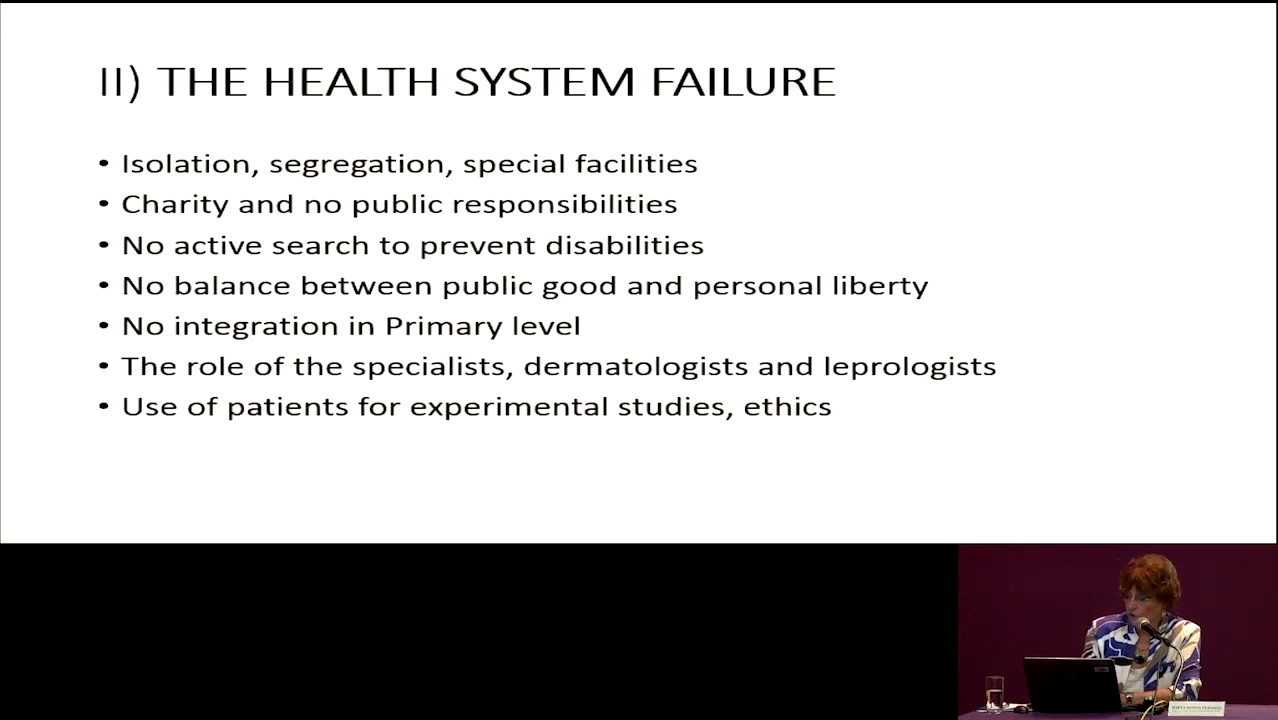 II) THE HEALTH SYSTEM FAILURE
• Isolation, segregation, special facilities
• Charity and no public responsibilities
• No active search to prevent disabilities
• No balance between public good and personal liberty
• No integration in Primary level
• The role of the specialists, dermatologists and leprologists
• Use of patients for experimental studies, ethics